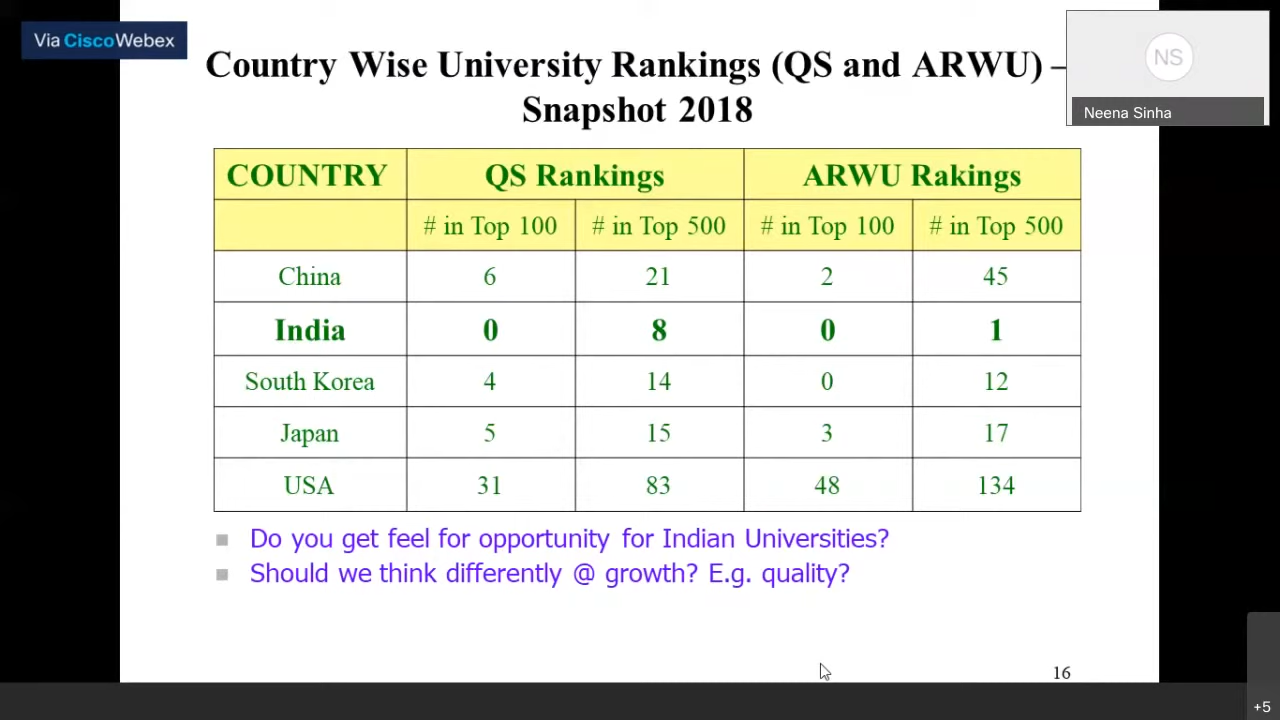 Via CiscoWebex
Country Wise University Rankings (QS and ARWU) –
Snapshot 2018
NS
Neena Sinha
COUNTRY QS Rankings ARWU Rakings
# in Top 100 # in Top 500 # in Top 100 # in Top 500
China 6 21 2 45
India 0 8 0 1
South Korea 4 14 0 12
Japan 5 15 3 17
USA 31 83 48 134
Do you get feel for opportunity for Indian Universities?
Should we think differently @ growth? E.g. quality?
16
+5